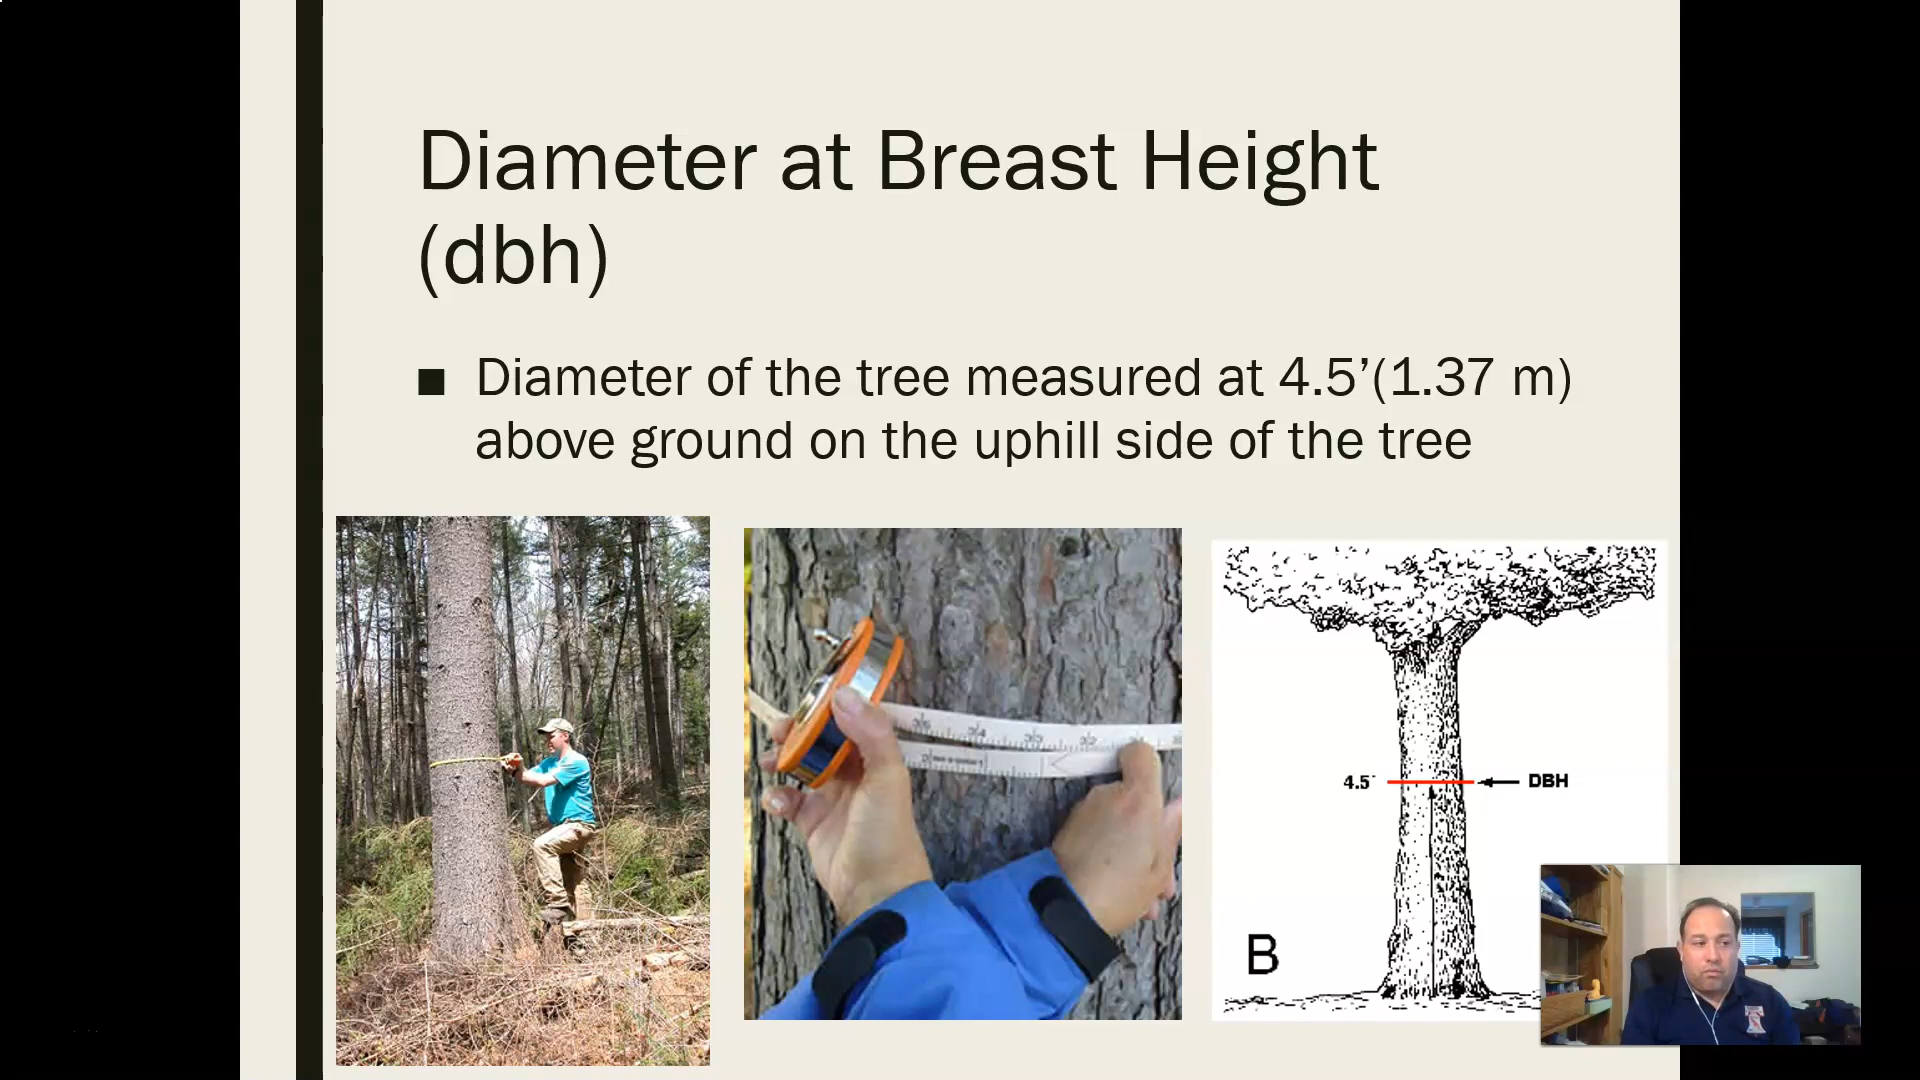 Diameter at Breast Height
(dbh)
■ Diameter of the tree measured at 4.5’(1.37 m)
above ground on the uphill side of the tree
4.5'
DBH
B